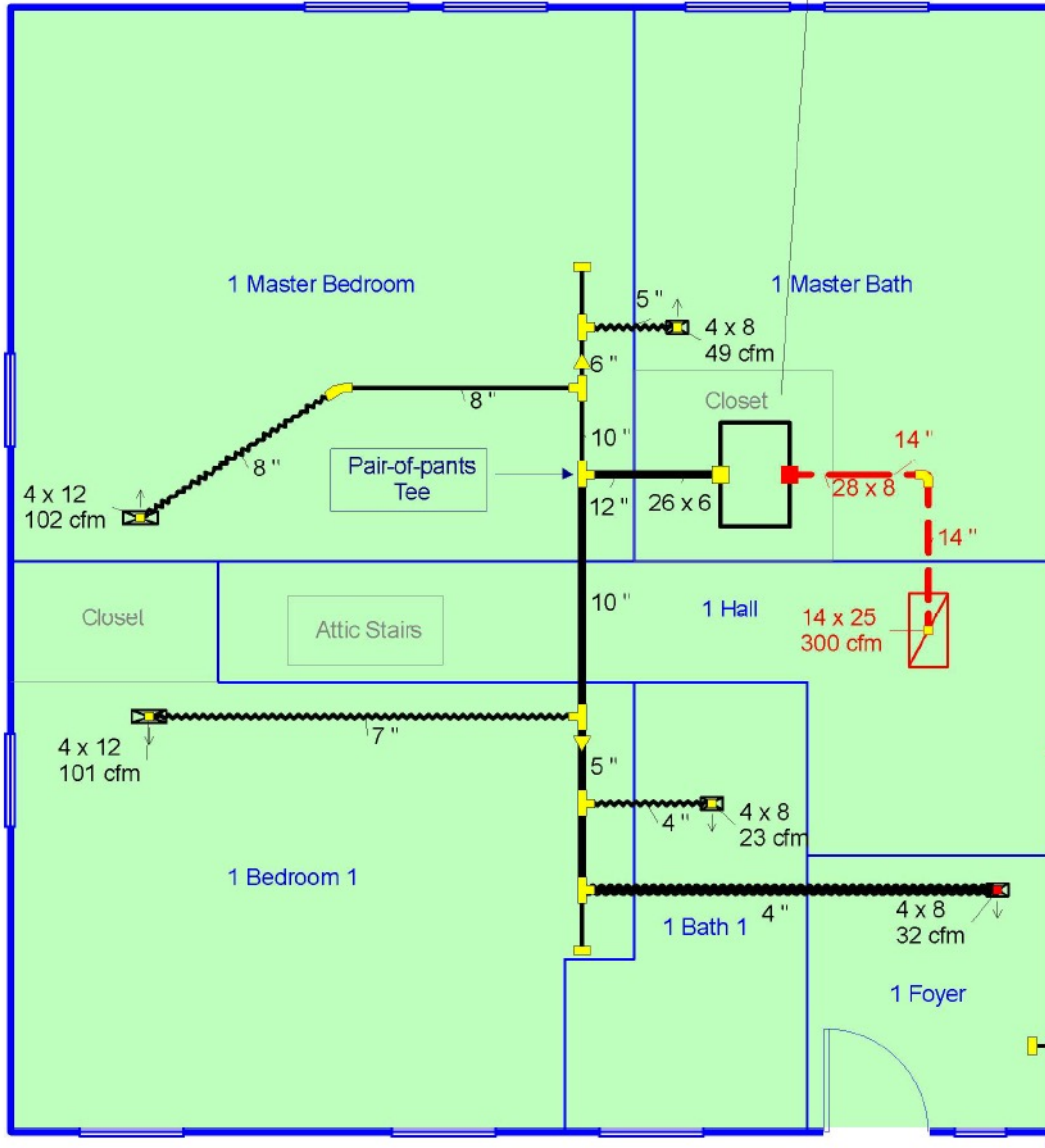 1 Master Bedroom
1 Master Bath
5 "
4 x 8
49 cfm
6 "
8 "
Closet
10 "
14 "
Pair-of-pants
Tee
8 "
4 x 12
102 cfm
12 "
26 x 6
28 x 8
14 "
Closet
Attic Stairs
10 "
1 Hall
14 x 25
300 cfm
7 "
4 x 12
101 cfm
5 "
4 "
4 x 8
23 cfm
1 Bedroom 1
4 "
4 x 8
32 cfm
1 Bath 1
1 Foyer